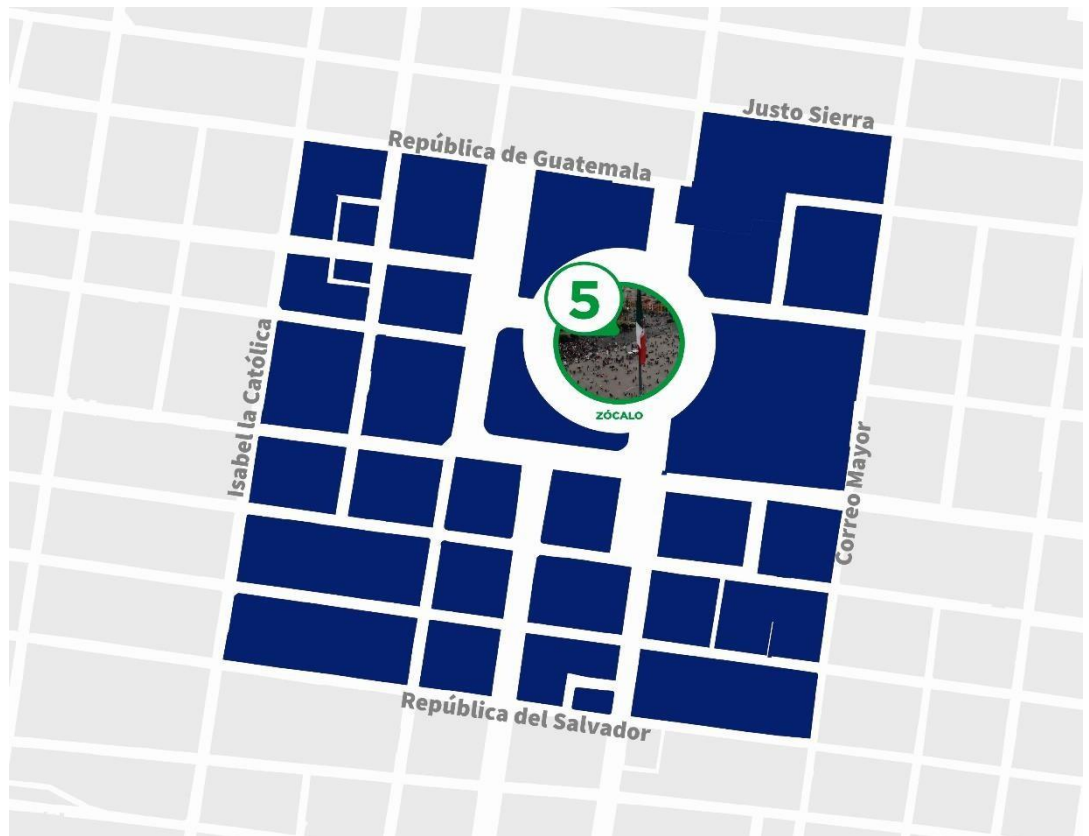 Justo Sierra
República de Guatemala
5
ZÓCALO
Isabel la Católica
Correo Mayor
República del Salvador